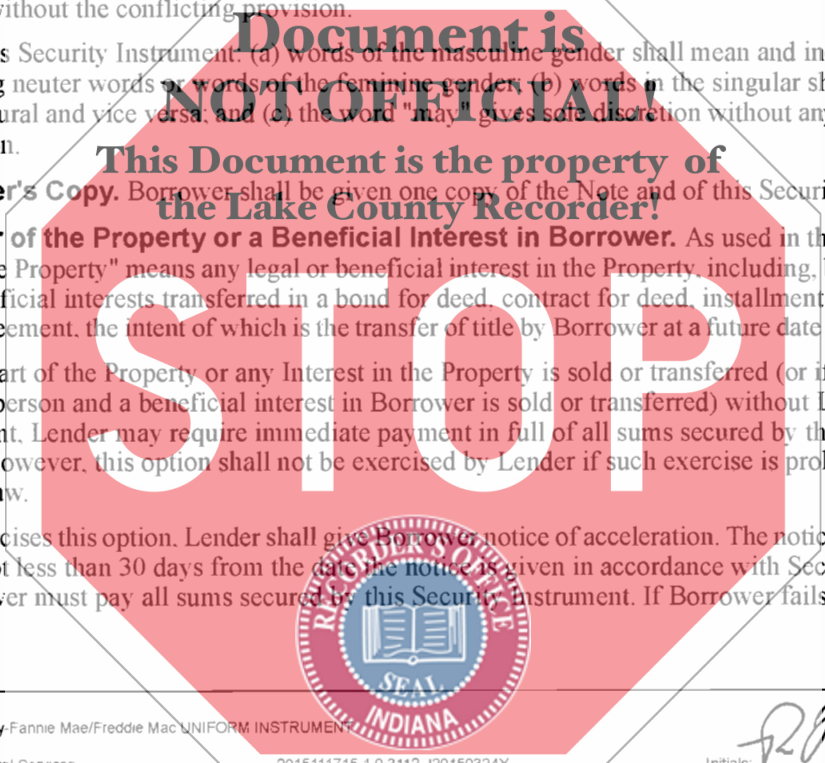 without the conflicting provision.
Document is
s Security Instrument: (a) words of the masculine gender shall mean and in
g neuter words or words of the feminine gender; (b) words in the singular sh
NOT OFFICIAL!
ural and vice versa; and (c) the word "may" gives sole discretion without any
n.
This Document is the property of
er's Copy. Borrower shall be given one copy of the Note and of this Securi
the Lake County Recorder!
r of the Property or a Beneficial Interest in Borrower. As used in th
e Property" means any legal or beneficial interest in the Property, including,
ficial interests transferred in a bond for deed, contract for deed, installment
eement, the intent of which is the transfer of title by Borrower at a future date
STOP
art of the Property or any Interest in the Property is sold or transferred (or if
person and a beneficial interest in Borrower is sold or transferred) without L
nt, Lender may require immediate payment in full of all sums secured by th
owever, this option shall not be exercised by Lender if such exercise is prol
aw.
cises this option, Lender shall give Borrower notice of acceleration. The notic
t less than 30 days from the date the notice is given in accordance with Sec
er must pay all sums secured by this Security Instrument. If Borrower fails
RECORDER'S OFFICE
SEAL
INDIANA
y-Fannie Mae/Freddie Mac UNIFORM INSTRUMENT
Initials: